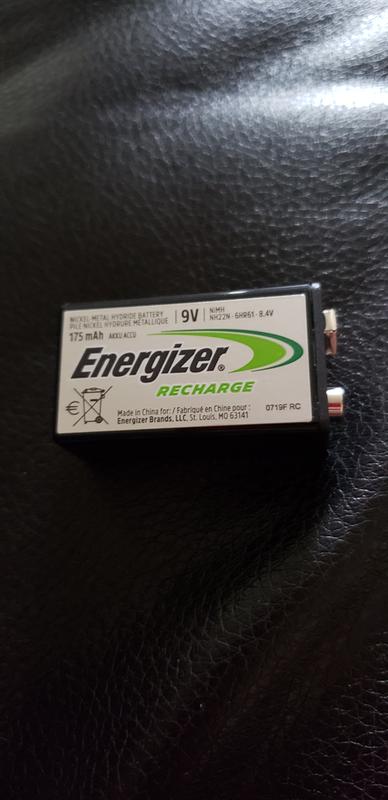 NICKEL-METAL HYDRIDE BATTERY
PILE NICKEL HYDRURE MÉTALLIQUE
175 mAh AKKU ACCU
9V
NiMH
NH22N · 6HR61 · 8.4V
Energizer®
RECHARGE
€
Made in China for: / Fabriqué en Chine pour :
Energizer Brands, LLC, St. Louis, MO 63141
0719F RC